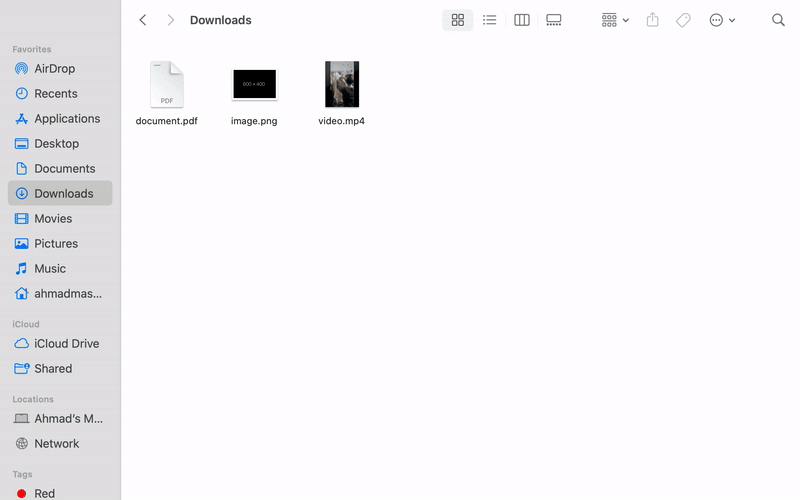 Downloads
Favorites
AirDrop
Recents
Applications
Desktop
Documents
Downloads
Movies
Pictures
Music
ahmadmas...
iCloud
iCloud Drive
Shared
Locations
Ahmad's M...
Network
Tags
Red
PDF
600 × 400
document.pdf
image.png
video.mp4